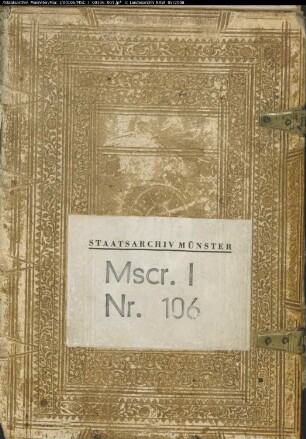 STAATSARCHIV MÜNSTER
Mscr. I
Nr. 106